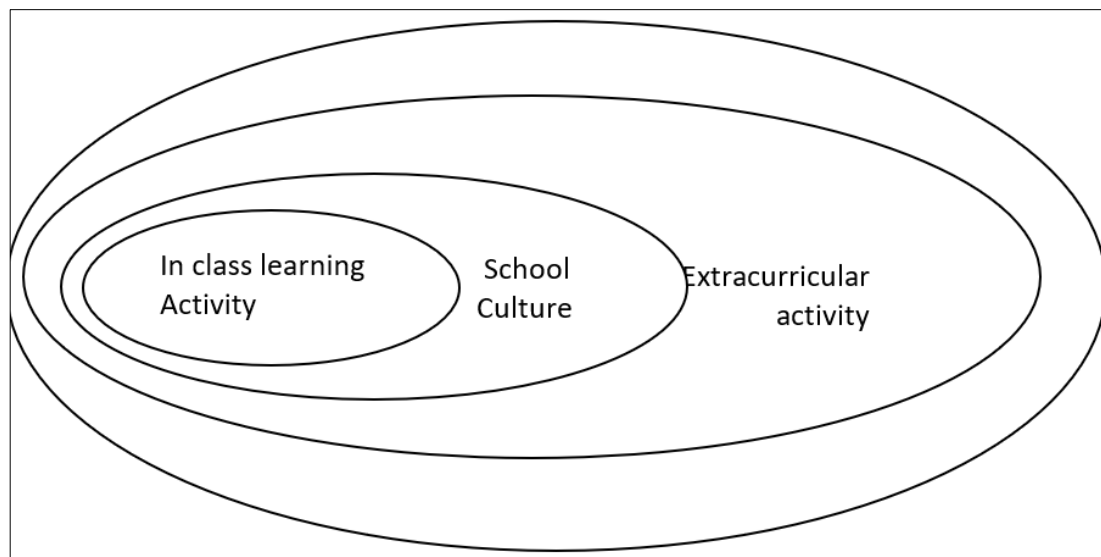 In class learning
Activity
School
Culture
Extracurricular
activity